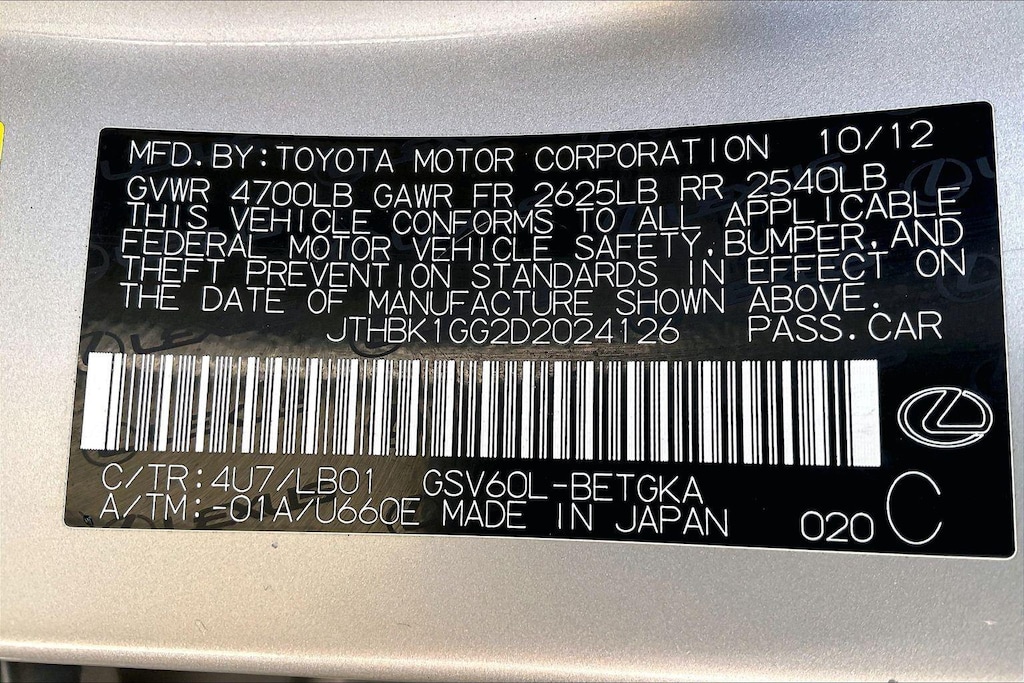 MFD.BY:TOYOTA MOTOR CORPORATION 10/12
GVWR 4700LB GAWR FR 2625LB RR 2540LB
THIS VEHICLE CONFORMS TO ALL APPLICABLE
FEDERAL MOTOR VEHICLE SAFETY,BUMPER,AND
THEFT PREVENTION STANDARDS IN EFFECT ON
THE DATE OF MANUFACTURE SHOWN ABOVE.
JTHBK1GG2D2024126 PASS.CAR
C/TR:4U7/LB01 GSV60L-BETGKA
A/TM:-01A/U660E MADE IN JAPAN 020 C